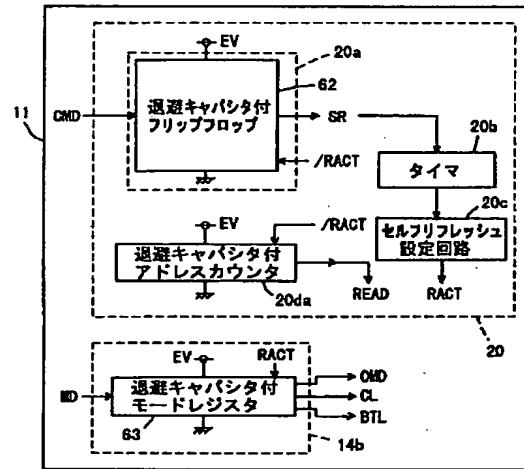 EV
20a
62
11
CMD
退避キャパシタ付
フリップフロップ
SR
/RACT
20b
タイマ
20c
セルフリフレッシュ
設定回路
EV
/RACT
退避キャパシタ付
アドレスカウンタ
20da
READ
RACT
20
EV
RACT
MD
退避キャパシタ付
モードレジスタ
CMD
CL
BTL
63
14b